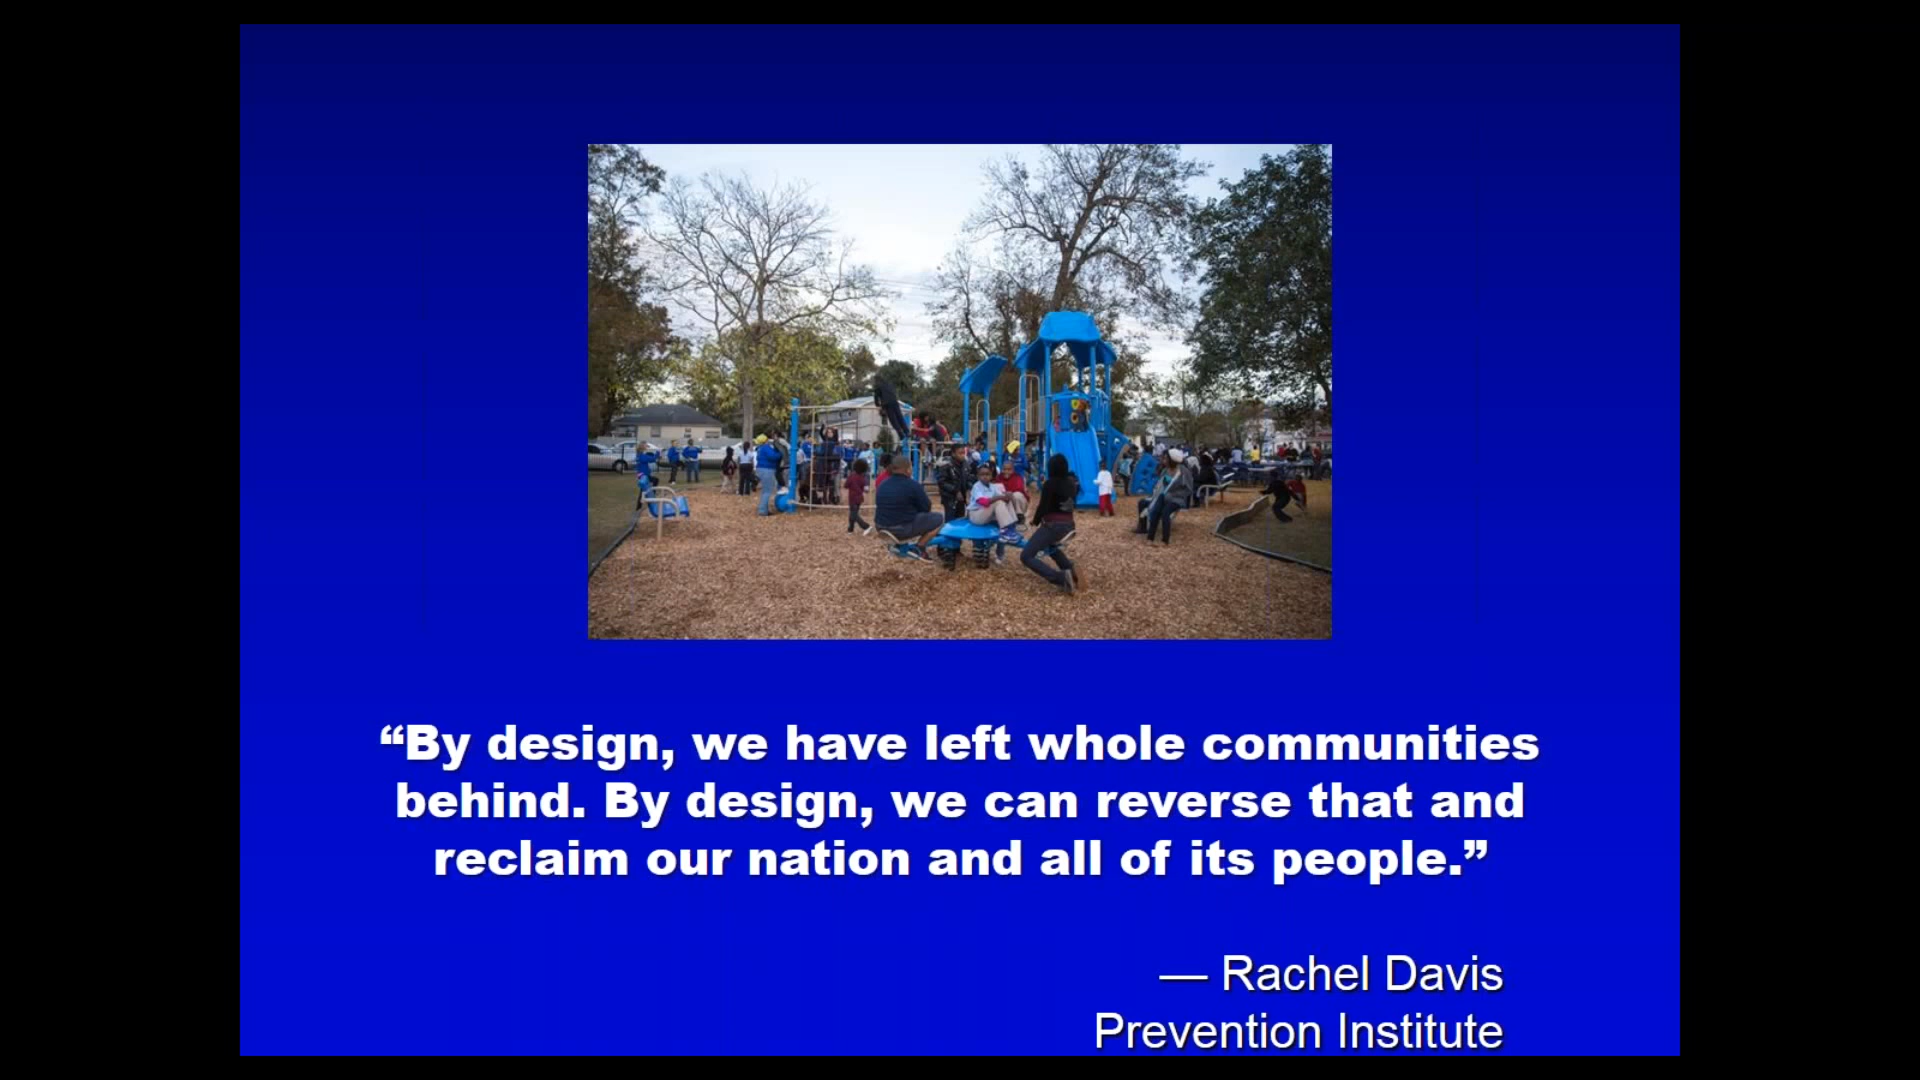 “By design, we have left whole communities
behind. By design, we can reverse that and
reclaim our nation and all of its people.”
— Rachel Davis
Prevention Institute